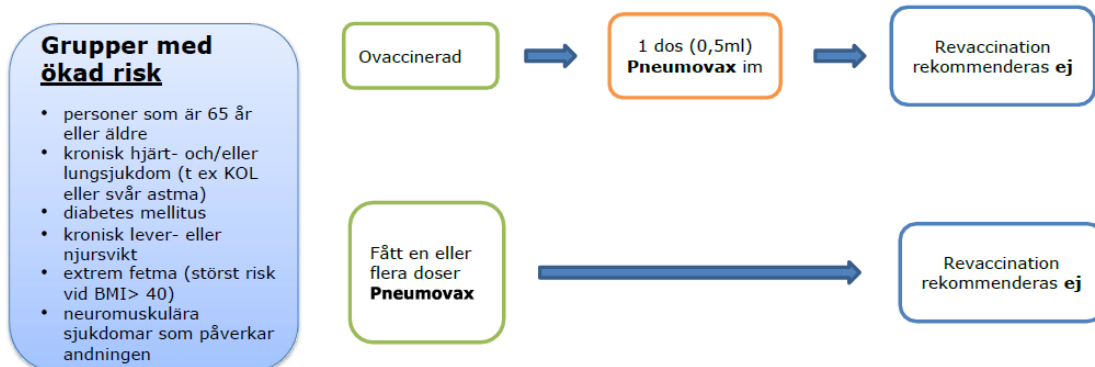 Grupper med
ökad risk
• personer som är 65 år
eller äldre
• kronisk hjärt- och/eller
lungsjukdom (t ex KOL
eller svår astma)
• diabetes mellitus
• kronisk lever- eller
njursvikt
• extrem fetma (störst risk
vid BMI> 40)
• neuromuskulära
sjukdomar som påverkar
andningen
Ovaccinerad
1 dos (0,5ml)
Pneumovax im
Revaccination
rekommenderas ej
Fått en eller
flera doser
Pneumovax
Revaccination
rekommenderas ej